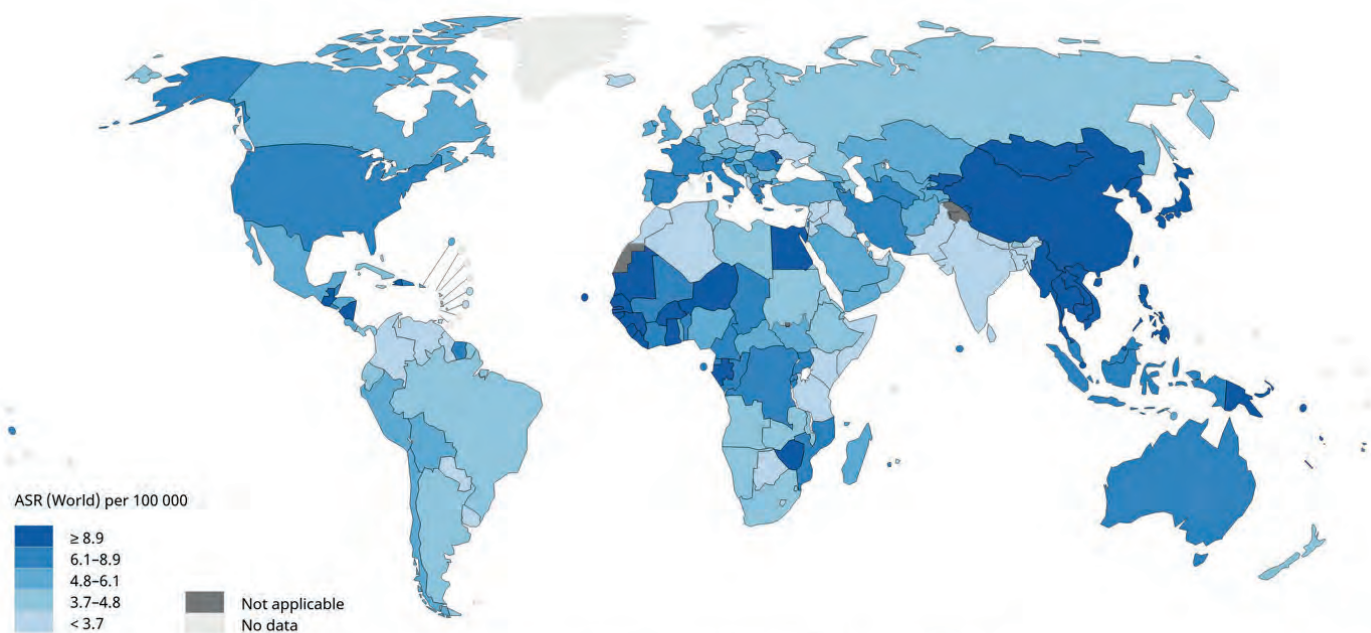 ASR (World) per 100 000
≥ 8.9
6.1–8.9
4.8–6.1
3.7–4.8
< 3.7
Not applicable
No data